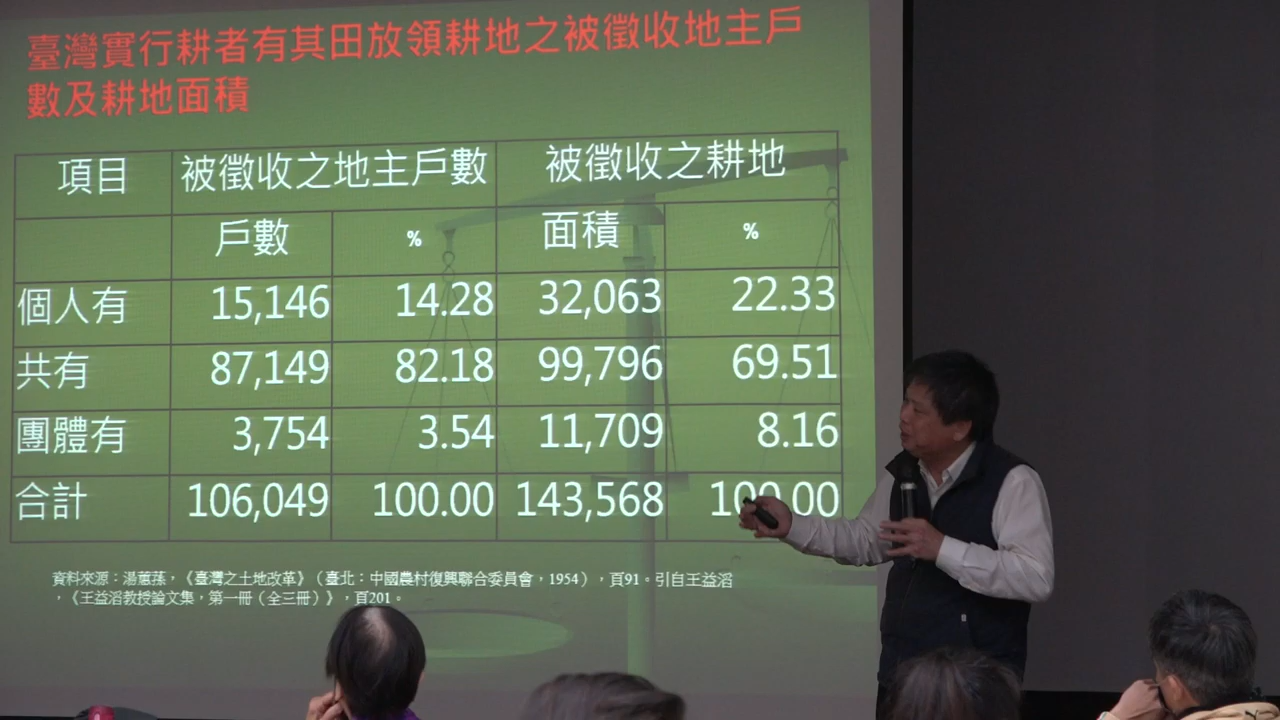 臺灣實行耕者有其田放領耕地之被徵收地主戶
數及耕地面積
項目 被徵收之地主戶數 被徵收之耕地
戶數 % 面積 %
個人有 15,146 14.28 32,063 22.33
共有 87,149 82.18 99,796 69.51
團體有 3,754 3.54 11,709 8.16
合計 106,049 100.00 143,568 100.00
資料來源：湯蕙蓀，《臺灣之土地改革》（臺北：中國農村復興聯合委員會，1954），頁91。引自王益滔
，《王益滔教授論文集，第一冊（全三冊）》，頁201。